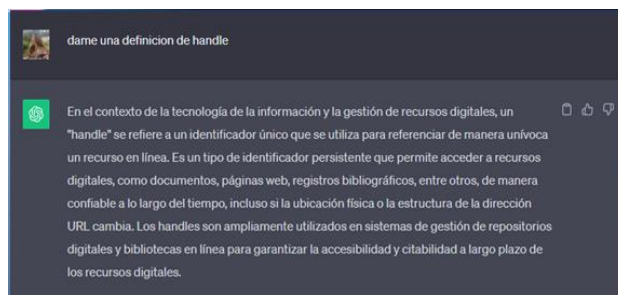 dame una definicion de handle
En el contexto de la tecnología de la información y la gestión de recursos digitales, un
"handle" se refiere a un identificador único que se utiliza para referenciar de manera unívoca
un recurso en línea. Es un tipo de identificador persistente que permite acceder a recursos
digitales, como documentos, páginas web, registros bibliográficos, entre otros, de manera
confiable a lo largo del tiempo, incluso si la ubicación física o la estructura de la dirección
URL cambia. Los handles son ampliamente utilizados en sistemas de gestión de repositorios
digitales y bibliotecas en línea para garantizar la accesibilidad y citabilidad a largo plazo de
los recursos digitales.